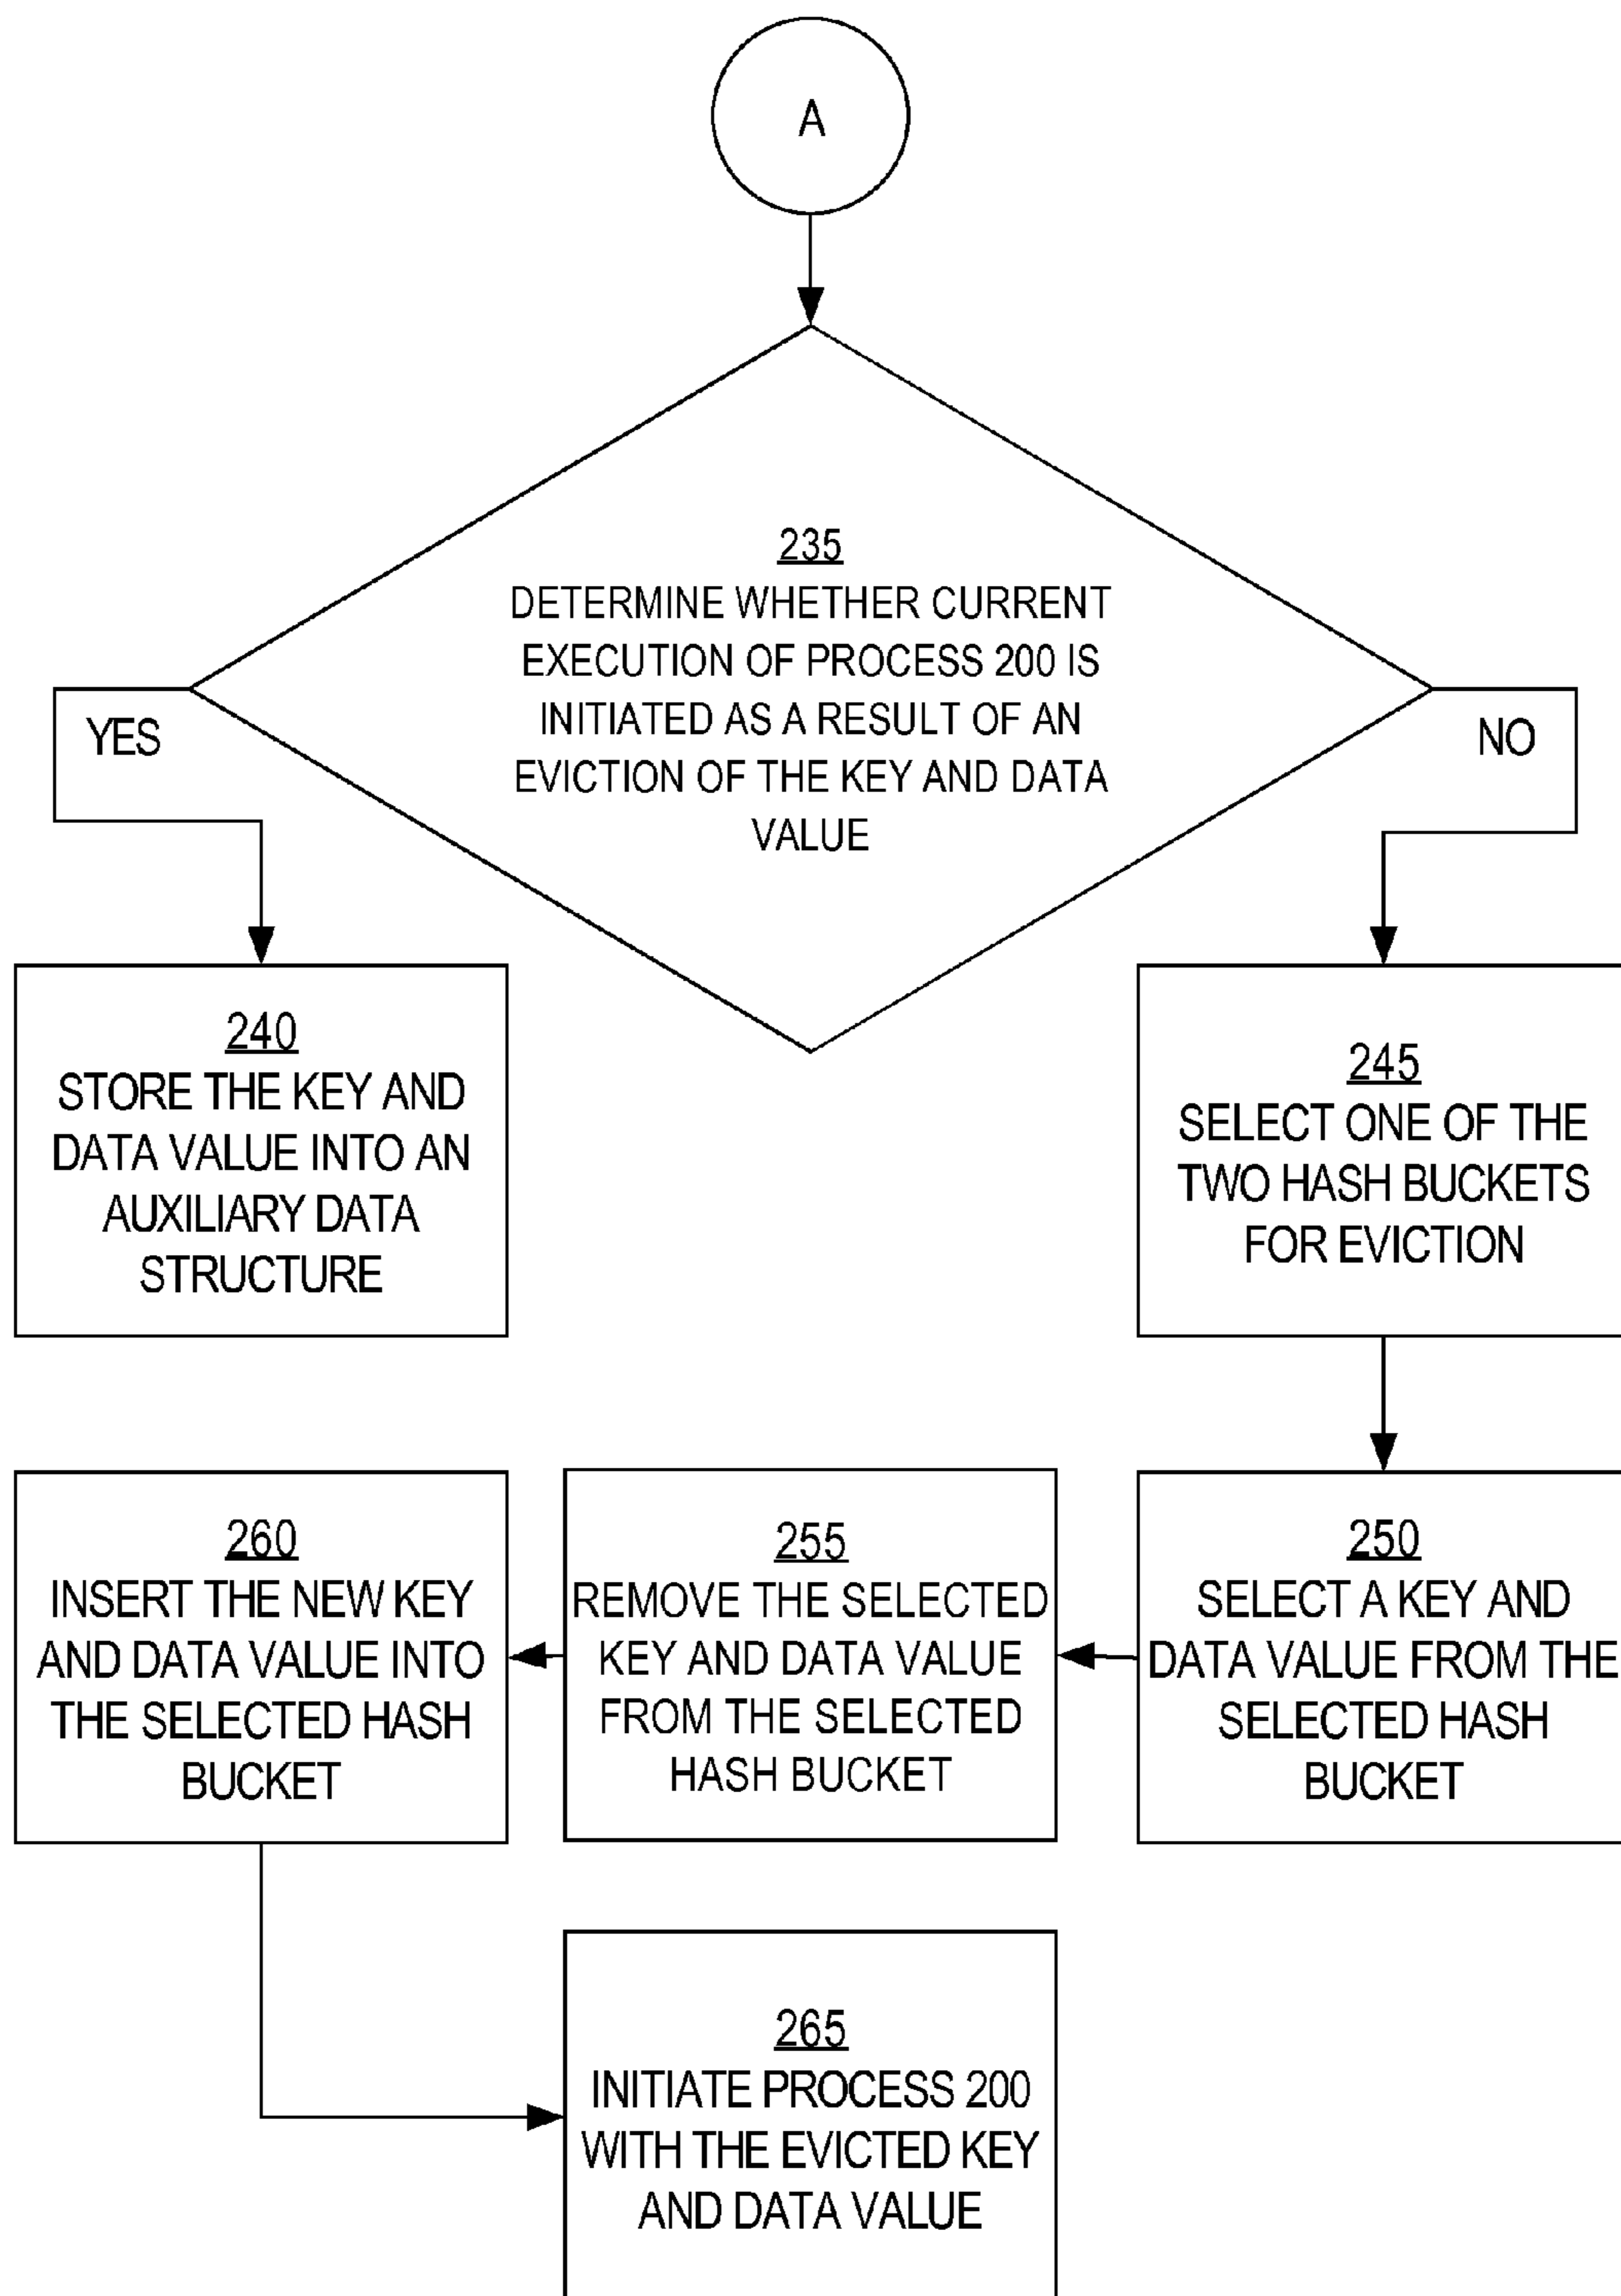 A
235
DETERMINE WHETHER CURRENT
EXECUTION OF PROCESS 200 IS
INITIATED AS A RESULT OF AN
EVICTION OF THE KEY AND DATA
VALUE
YES
NO
240
STORE THE KEY AND
DATA VALUE INTO AN
AUXILIARY DATA
STRUCTURE
245
SELECT ONE OF THE
TWO HASH BUCKETS
FOR EVICTION
250
SELECT A KEY AND
DATA VALUE FROM THE
SELECTED HASH
BUCKET
255
REMOVE THE SELECTED
KEY AND DATA VALUE
FROM THE SELECTED
HASH BUCKET
260
INSERT THE NEW KEY
AND DATA VALUE INTO
THE SELECTED HASH
BUCKET
265
INITIATE PROCESS 200
WITH THE EVICTED KEY
AND DATA VALUE